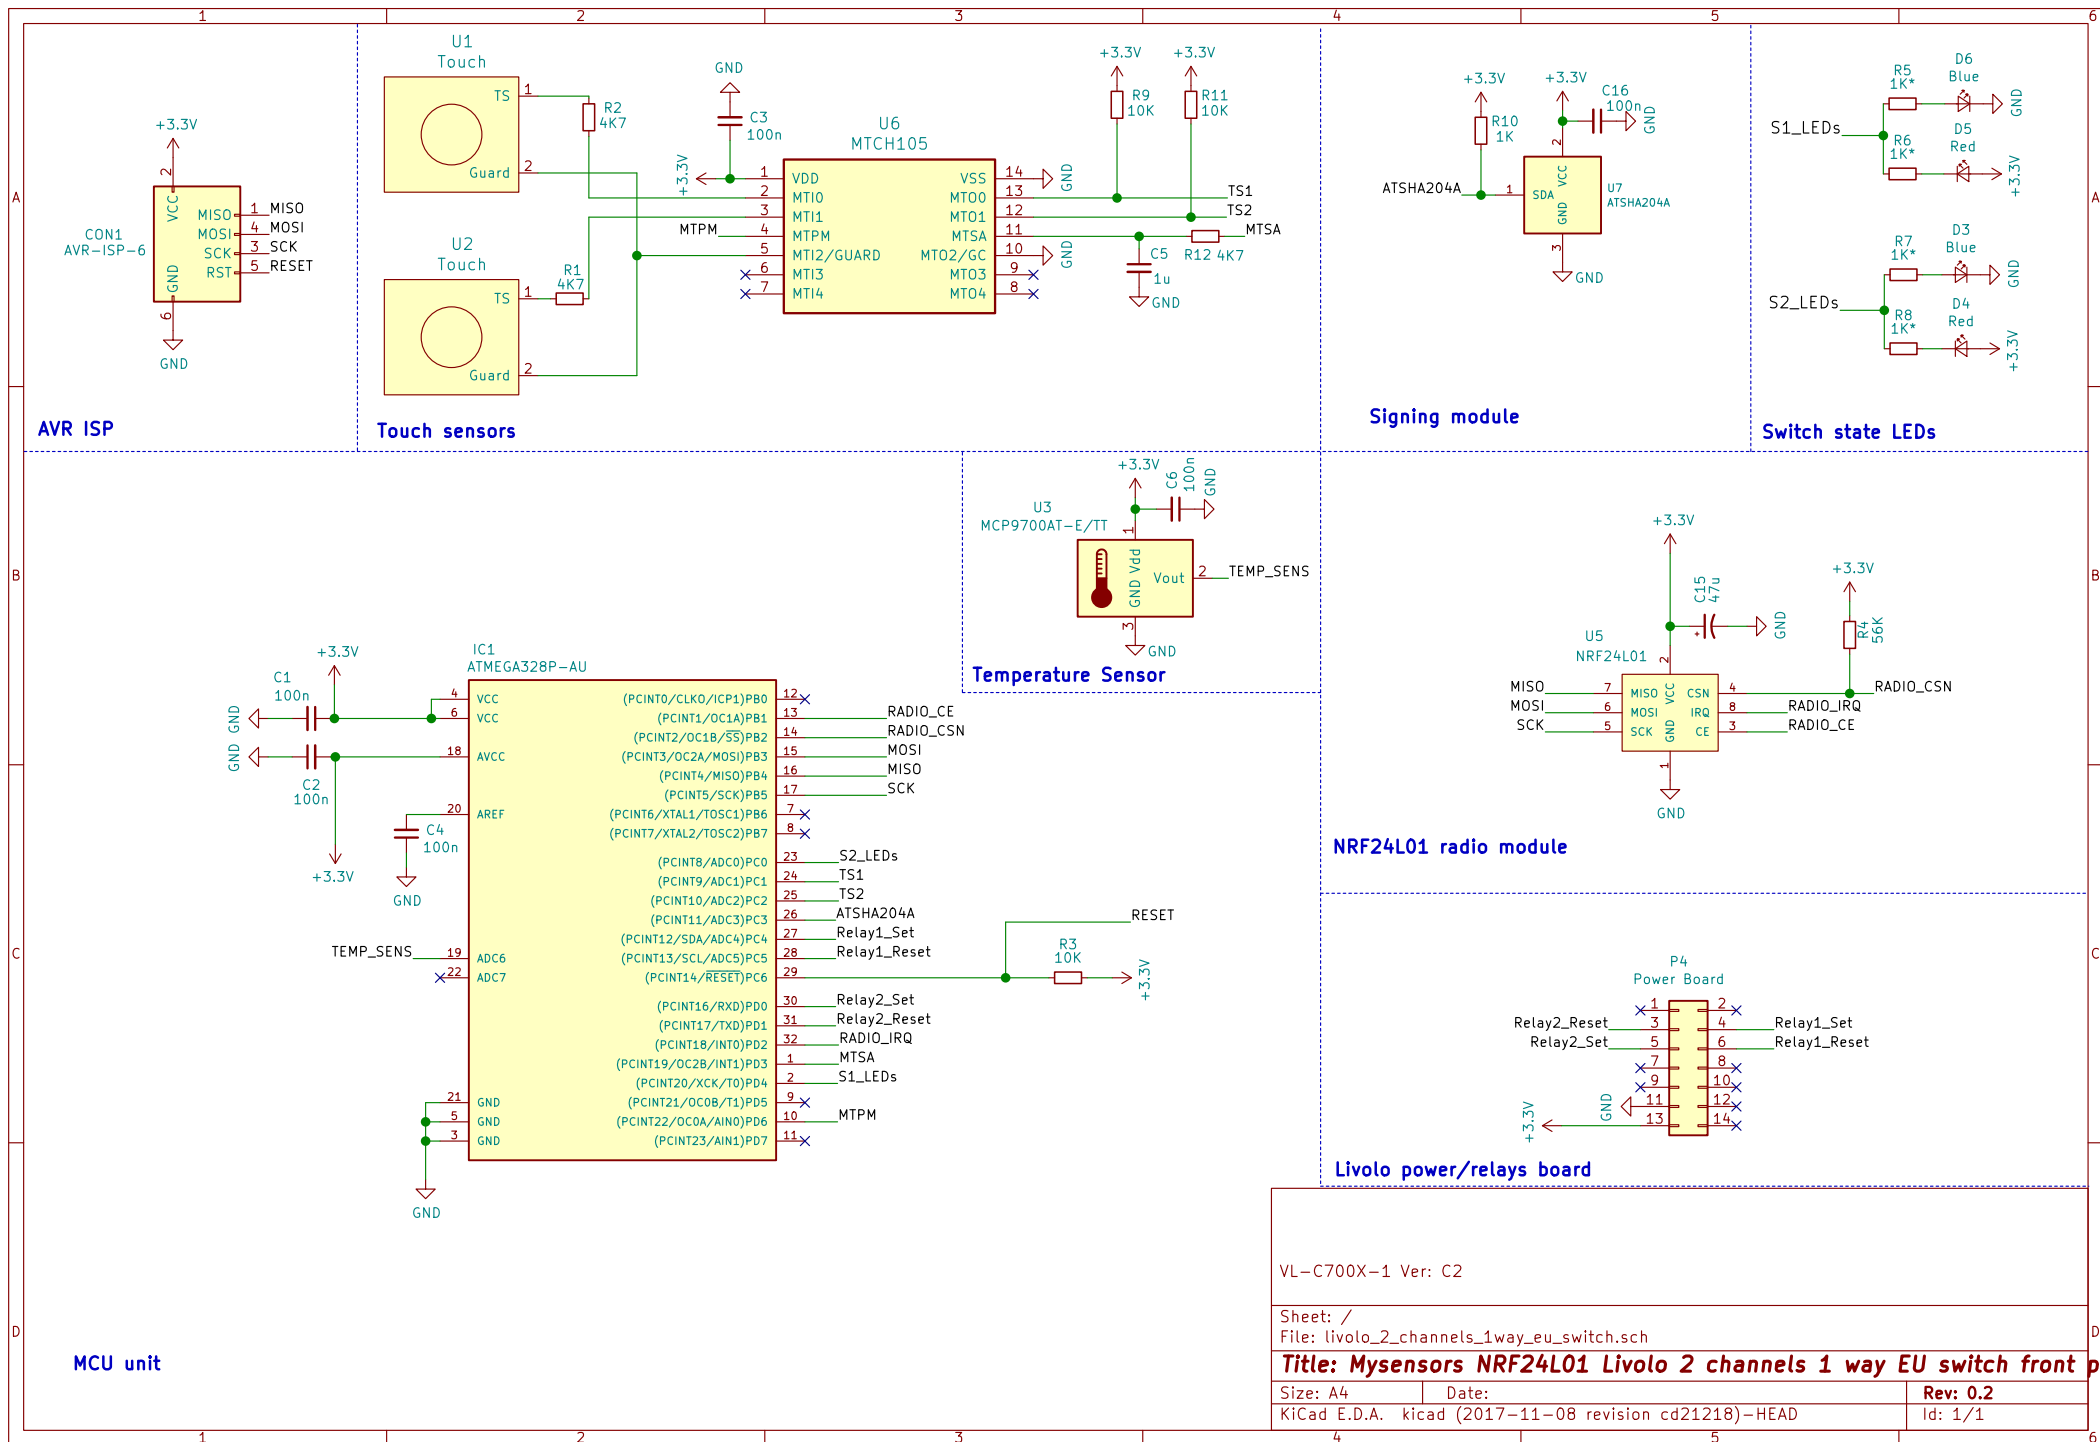 1 2 3 4 5 6
A
B
C
D
+3.3V
2
VCC
CON1
AVR-ISP-6
MISO 1 MISO
MOSI 4 MOSI
SCK 3 SCK
RST 5 RESET
GND
6
GND
AVR ISP
U1
Touch
TS 1
Guard 2
R2
4K7
U2
Touch
TS 1
Guard 2
R1
4K7
GND
C3
100n
+3.3V
MTPM
U6
MTCH105
1 VDD
2 MTI0
3 MTI1
4 MTPM
5 MTI2/GUARD
6 MTI3
7 MTI4
VSS 14
MTO0 13
MTO1 12
MTSA 11
MTO2/GC 10
MTO3 9
MTO4 8
GND
GND
+3.3V
R9
10K
+3.3V
R11
10K
TS1
TS2
MTSA
R12 4K7
C5
1u
GND
Touch sensors
+3.3V
R10
1K
ATSHA204A
+3.3V
C16
100n
GND
2
VCC
1 SDA
GND
3
U7
ATSHA204A
GND
Signing module
S1_LEDs
R5
1K*
D6
Blue
GND
R6
1K*
D5
Red
+3.3V
S2_LEDs
R7
1K*
D3
Blue
GND
R8
1K*
D4
Red
+3.3V
Switch state LEDs
+3.3V
C6
100n
GND
U3
MCP9700AT-E/TT
1
Vdd
GND
Vout 2
TEMP_SENS
3
GND
Temperature Sensor
IC1
ATMEGA328P-AU
+3.3V
C1
100n
GND
GND
C2
100n
+3.3V
C4
100n
GND
TEMP_SENS
4 VCC
6 VCC
18 AVCC
20 AREF
19 ADC6
22 ADC7
21 GND
5 GND
3 GND
GND
(PCINT0/CLKO/ICP1)PB0 12
(PCINT1/OC1A)PB1 13 RADIO_CE
(PCINT2/OC1B/SS)PB2 14 RADIO_CSN
(PCINT3/OC2A/MOSI)PB3 15 MOSI
(PCINT4/MISO)PB4 16 MISO
(PCINT5/SCK)PB5 17 SCK
(PCINT6/XTAL1/TOSC1)PB6 7
(PCINT7/XTAL2/TOSC2)PB7 8
(PCINT8/ADC0)PC0 23 S2_LEDs
(PCINT9/ADC1)PC1 24 TS1
(PCINT10/ADC2)PC2 25 TS2
(PCINT11/ADC3)PC3 26 ATSHA204A
(PCINT12/SDA/ADC4)PC4 27 Relay1_Set
(PCINT13/SCL/ADC5)PC5 28 Relay1_Reset
(PCINT14/RESET)PC6 29
(PCINT16/RXD)PD0 30 Relay2_Set
(PCINT17/TXD)PD1 31 Relay2_Reset
(PCINT18/INT0)PD2 32 RADIO_IRQ
(PCINT19/OC2B/INT1)PD3 1 MTSA
(PCINT20/XCK/T0)PD4 2 S1_LEDs
(PCINT21/OC0B/T1)PD5 9
(PCINT22/OC0A/AIN0)PD6 10 MTPM
(PCINT23/AIN1)PD7 11
RESET
R3
10K
+3.3V
MCU unit
+3.3V
C15
47u
GND
+3.3V
R4
56K
U5
NRF24L01
2
VCC
MISO 7 MISO
MOSI 6 MOSI
SCK 5 SCK
CSN 4 RADIO_CSN
IRQ 8 RADIO_IRQ
CE 3 RADIO_CE
GND
1
GND
NRF24L01 radio module
P4
Power Board
1 2
Relay2_Reset 3 4 Relay1_Set
Relay2_Set 5 6 Relay1_Reset
7 8
9 10
GND 11 12
+3.3V 13 14
Livolo power/relays board
VL-C700X-1 Ver: C2
Sheet: /
File: livolo_2_channels_1way_eu_switch.sch
Title: Mysensors NRF24L01 Livolo 2 channels 1 way EU switch front p
Size: A4 Date: Rev: 0.2
KiCad E.D.A. kicad (2017-11-08 revision cd21218)-HEAD Id: 1/1
A
B
C
D
1 2 3 4 5 6